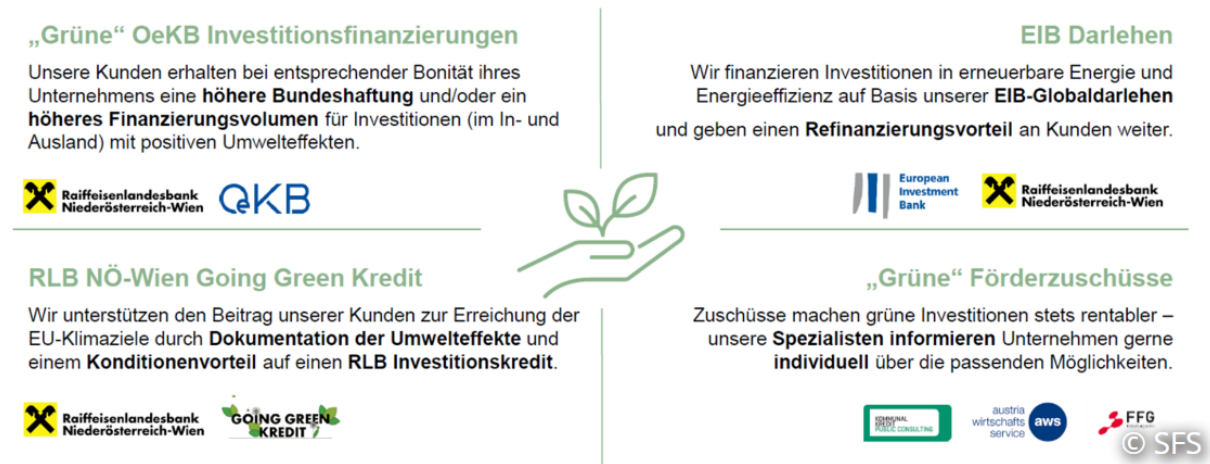 „Grüne“ OeKB Investitionsfinanzierungen
Unsere Kunden erhalten bei entsprechender Bonität ihres
Unternehmens eine höhere Bundeshaftung und/oder ein
höheres Finanzierungsvolumen für Investitionen (im In- und
Ausland) mit positiven Umwelteffekten.
Raiffeisenlandesbank
Niederösterreich-Wien
OeKB
EIB Darlehen
Wir finanzieren Investitionen in erneuerbare Energie und
Energieeffizienz auf Basis unserer EIB-Globaldarlehen
und geben einen Refinanzierungsvorteil an Kunden weiter.
European
Investment
Bank
Raiffeisenlandesbank
Niederösterreich-Wien
RLB NÖ-Wien Going Green Kredit
Wir unterstützen den Beitrag unserer Kunden zur Erreichung der
EU-Klimaziele durch Dokumentation der Umwelteffekte und
einem Konditionenvorteil auf einen RLB Investitionskredit.
Raiffeisenlandesbank
Niederösterreich-Wien
GOING GREEN
KREDIT
„Grüne“ Förderzuschüsse
Zuschüsse machen grüne Investitionen stets rentabler –
unsere Spezialisten informieren Unternehmen gerne
individuell über die passenden Möglichkeiten.
KOMMUNAL
KREDIT
PUBLIC CONSULTING
austria
wirtschafts
service
aws
FFG
© SFS